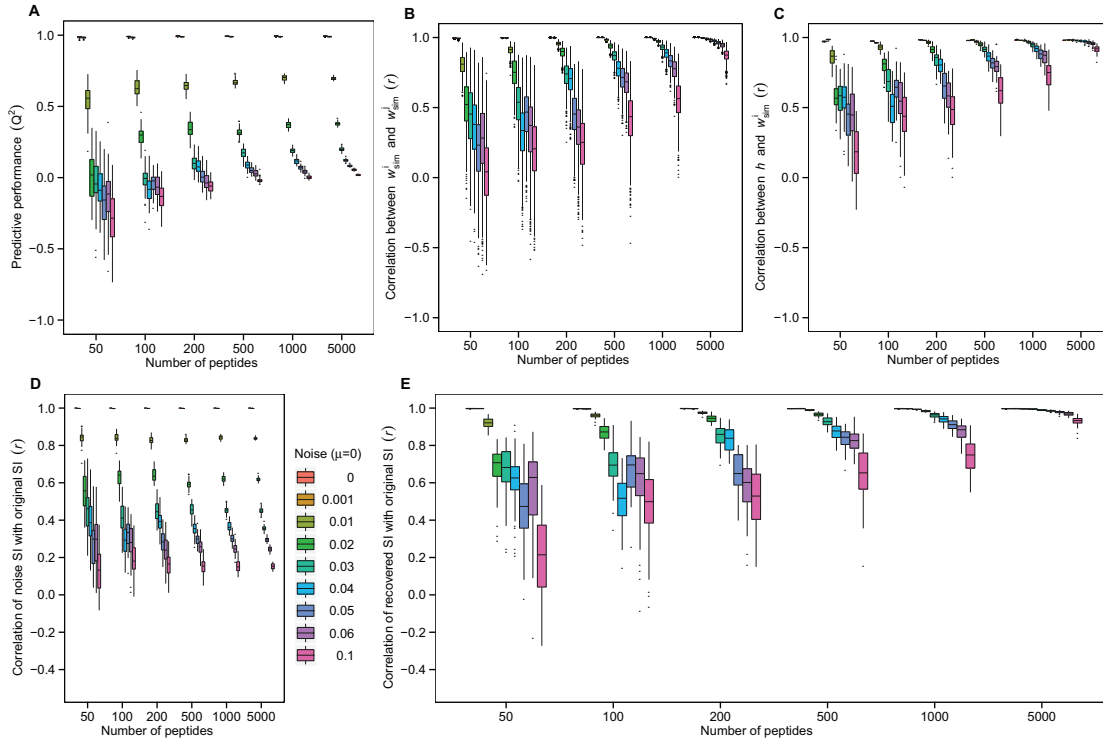 A
1.0
0.5
0.0
−0.5
−1.0
Predictive performance (Q²)
50 100 200 500 1000 5000
Number of peptides
B
1.0
0.5
0.0
−0.5
−1.0
Correlation between wⁱsim and wʲsim (r)
50 100 200 500 1000 5000
Number of peptides
C
1.0
0.5
0.0
−0.5
−1.0
Correlation between h and wⁱsim (r)
50 100 200 500 1000 5000
Number of peptides
D
1.0
0.8
0.6
0.4
0.2
0.0
−0.2
−0.4
Correlation of noise SI with original SI (r)
50 100 200 500 1000 5000
Number of peptides
Noise (μ=0)
0
0.001
0.01
0.02
0.03
0.04
0.05
0.06
0.1
E
1.0
0.8
0.6
0.4
0.2
0.0
−0.2
−0.4
Correlation of recovered SI with original SI (r)
50 100 200 500 1000 5000
Number of peptides